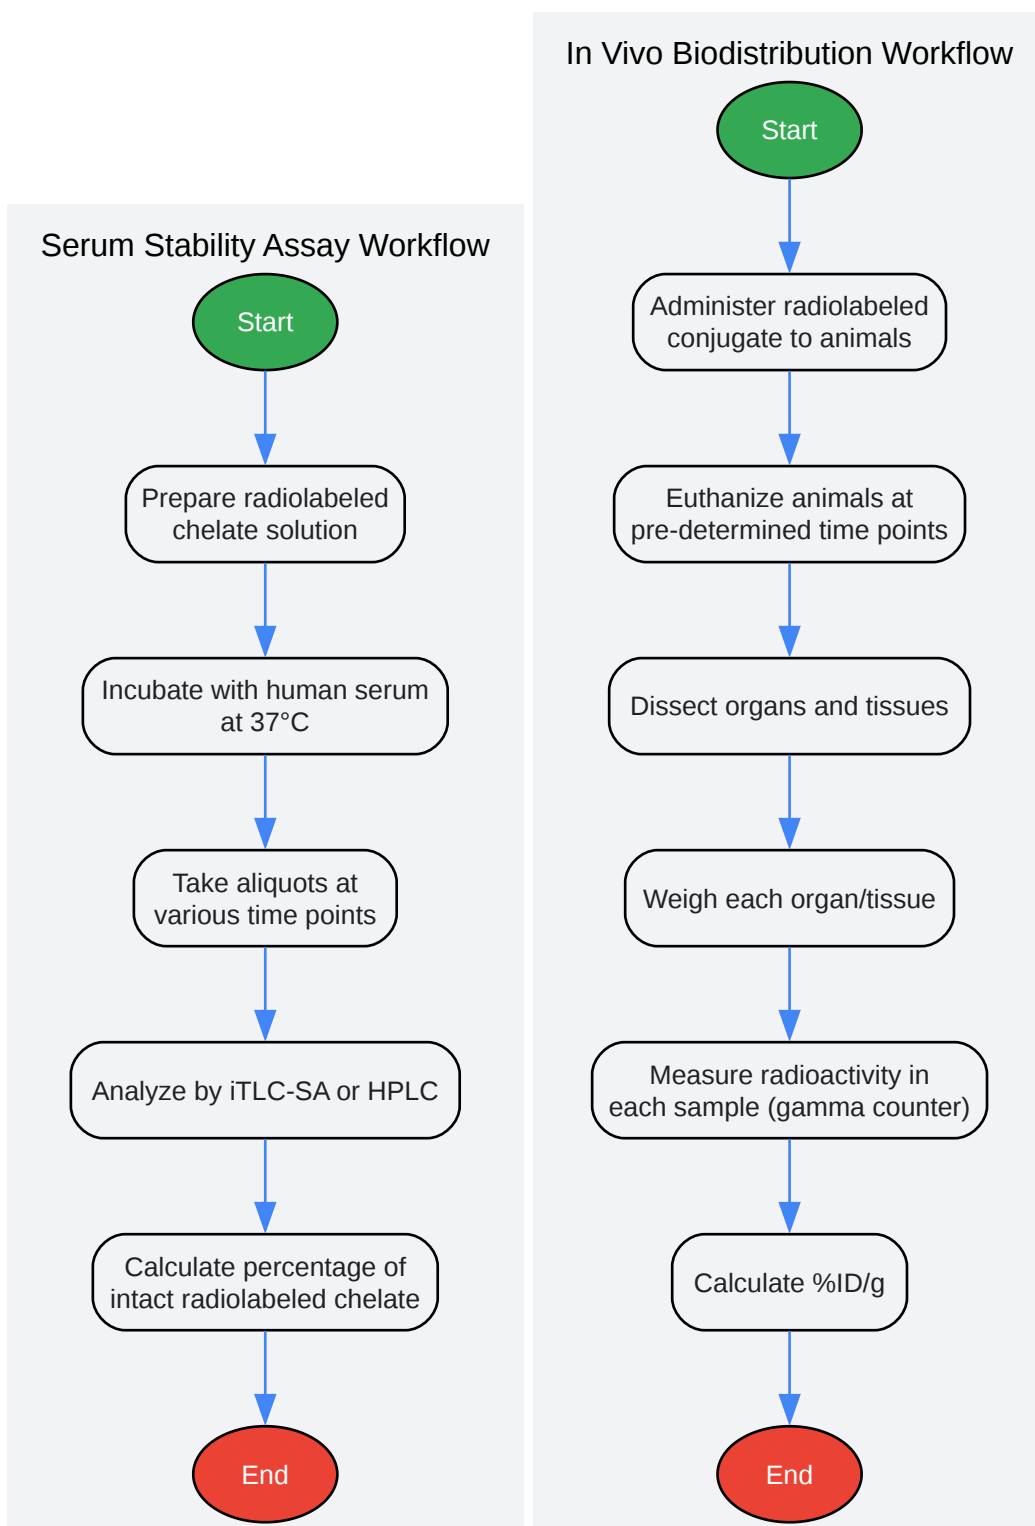 Serum Stability Assay Workflow
Start
Prepare radiolabeled
chelate solution
Incubate with human serum
at 37°C
Take aliquots at
various time points
Analyze by iTLC-SA or HPLC
Calculate percentage of
intact radiolabeled chelate
End
In Vivo Biodistribution Workflow
Start
Administer radiolabeled
conjugate to animals
Euthanize animals at
pre-determined time points
Dissect organs and tissues
Weigh each organ/tissue
Measure radioactivity in
each sample (gamma counter)
Calculate %ID/g
End